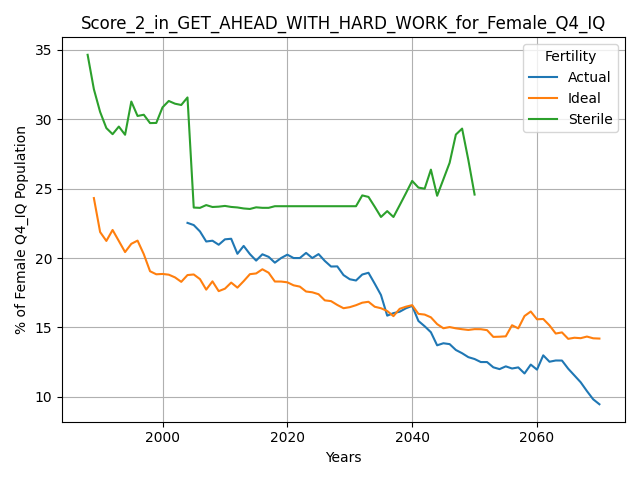 Score_2_in_GET_AHEAD_WITH_HARD_WORK_for_Female_Q4_IQ
% of Female Q4_IQ Population
35
30
25
20
15
10
Fertility
Actual
Ideal
Sterile
2000
2020
2040
2060
Years